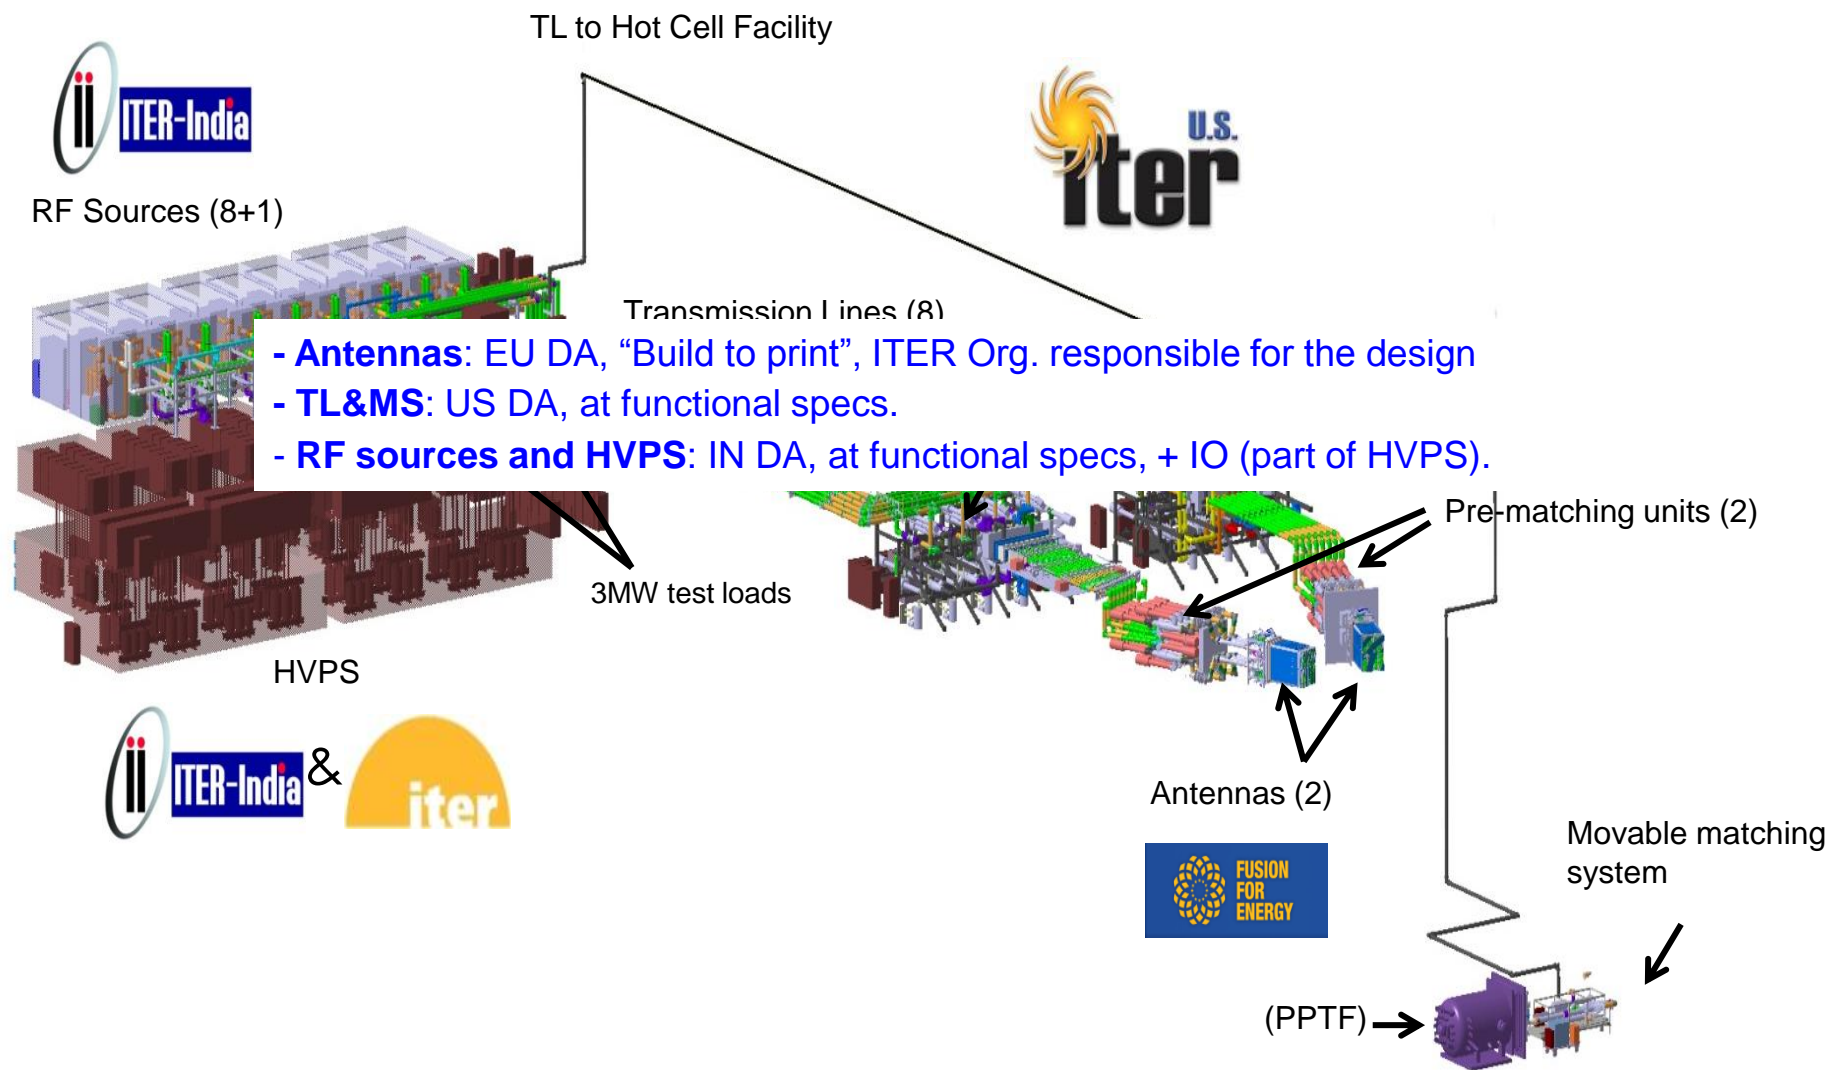 TL to Hot Cell Facility
ii ITER-India
U.S.
iter
RF Sources (8+1)
Transmission Lines (8)
- Antennas: EU DA, “Build to print”, ITER Org. responsible for the design
- TL&MS: US DA, at functional specs.
- RF sources and HVPS: IN DA, at functional specs, + IO (part of HVPS).
Pre-matching units (2)
3MW test loads
HVPS
ii ITER-India & iter
Antennas (2)
FUSION
FOR
ENERGY
Movable matching
system
(PPTF)